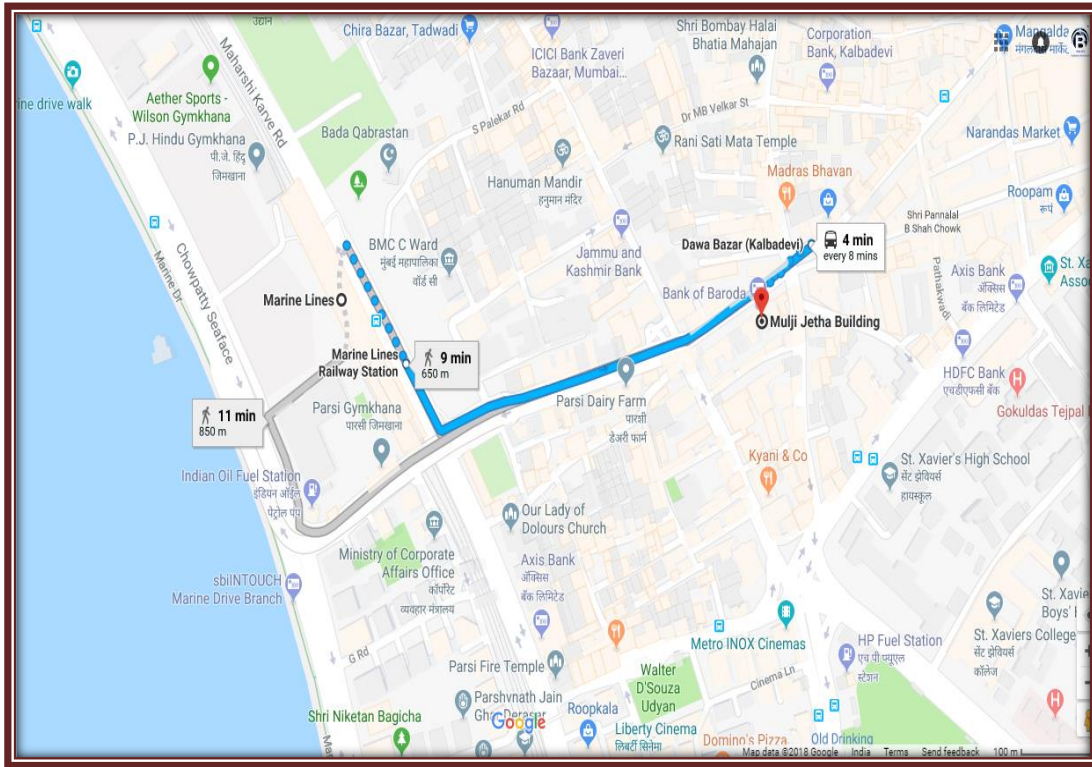 उद्यान
Chira Bazar, Tadwadi
ICICI Bank Zaveri
Bazaar, Mumbai...
Shri Bombay Halai
Bhatia Mahajan
Corporation
Bank, Kalbadevi
Maharshi Karve Rd
ine drive walk
Aether Sports -
Wilson Gymkhana
P.J. Hindu Gymkhana
पी.जे. हिंदू
जिमखाना
Bada Qabrastan
S Palekar Rd
Dr MB Velkar St
Rani Sati Mata Temple
Narandas Market
Hanuman Mandir
हनुमान मंदिर
Madras Bhavan
Roopam
रूपं
BMC C Ward
मुंबई महापालिका
वॉर्ड सी
Jammu and
Kashmir Bank
Dawa Bazar (Kalbadevi)
4 min
every 8 mins
Shri Pannalal
B Shah Chowk
Pathakwadi
Axis Bank
ॲक्सिस
बँक लिमिटेड
Chowpatty Seaface
Marine Dr
Marine Lines
Bank of Baroda
Mulji Jetha Building
Marine Lines
Railway Station
9 min
650 m
11 min
850 m
Parsi Gymkhana
पारसी जिमखाना
Parsi Dairy Farm
पारशी
डेअरी फार्म
HDFC Bank
एचडीएफसी बँक
Gokuldas Tejpal
Kyani & Co
St. Xavier's High School
सेंट झेवियर्स
हायस्कूल
Indian Oil Fuel Station
इंडियन ऑईल
पेट्रोल पंप
Our Lady of
Dolours Church
Ministry of Corporate
Affairs Office
कॉर्पोरेट
व्यवहार मंत्रालय
Axis Bank
ॲक्सिस
बँक लिमिटेड
sbiINTOUCH
Marine Drive Branch
St. Xavie
Boys'
G Rd
Metro INOX Cinemas
HP Fuel Station
एच पी फ्यूएल
स्टेशन
St. Xaviers College
सेंट झेवियर्स
कॉलेज
Parsi Fire Temple
Walter
D'Souza
Udyan
Cinema Ln
Parshvnath Jain
Shri Niketan Bagicha
Google
Roopkala
Liberty Cinema
लिबर्टी सिनेमा
Domino's Pizza
Old Drinking
Map data ©2018 Google India Terms Send feedback 100 m